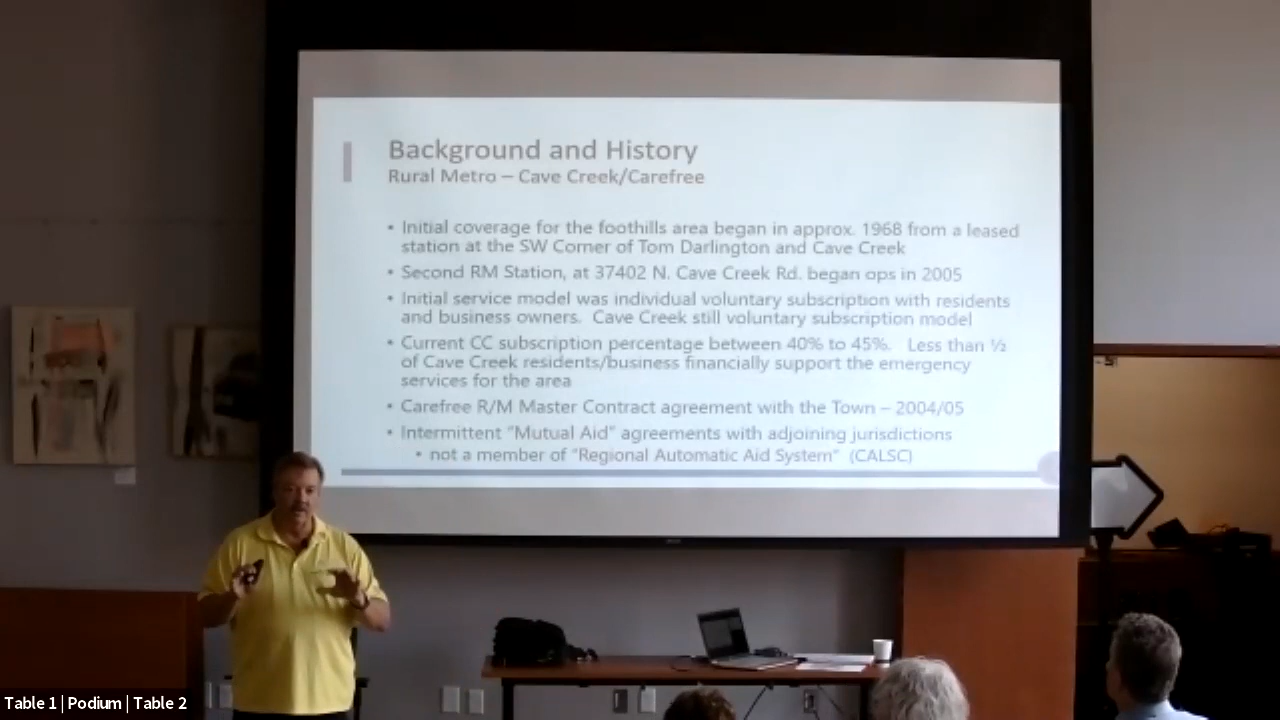 Background and History
Rural Metro – Cave Creek/Carefree
• Initial coverage for the foothills area began in approx. 1968 from a leased
station at the SW Corner of Tom Darlington and Cave Creek
• Second RM Station, at 37402 N. Cave Creek Rd. began ops in 2005
• Initial service model was individual voluntary subscription with residents
and business owners.  Cave Creek still voluntary subscription model
• Current CC subscription percentage between 40% to 45%.   Less than ½
of Cave Creek residents/business financially support the emergency
services for the area
• Carefree R/M Master Contract agreement with the Town – 2004/05
• Intermittent "Mutual Aid" agreements with adjoining jurisdictions
• not a member of "Regional Automatic Aid System"  (CALSC)
Table 1 | Podium | Table 2